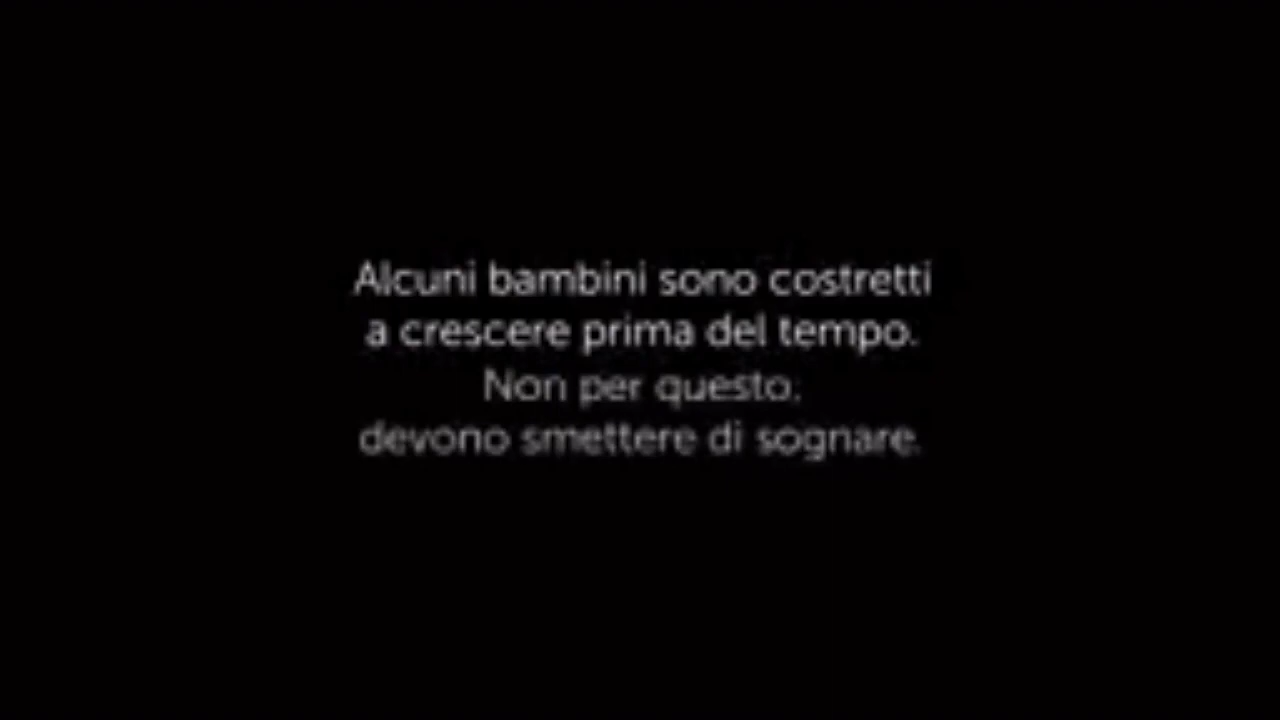 Alcuni bambini sono costretti
a crescere prima del tempo.
Non per questo,
devono smettere di sognare.